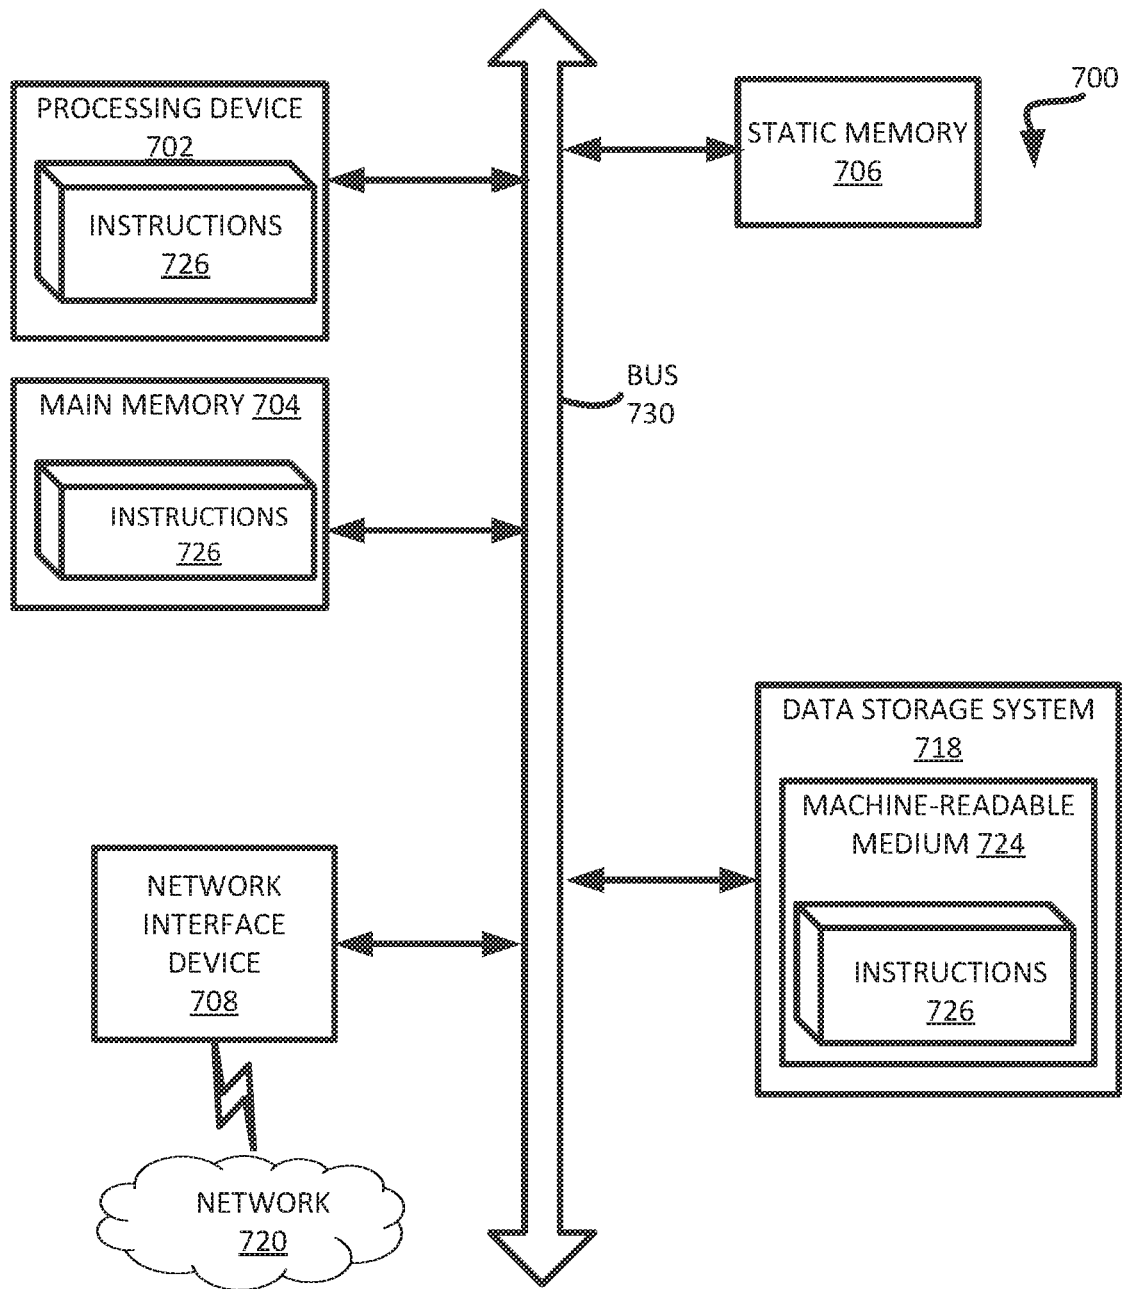 PROCESSING DEVICE
702
INSTRUCTIONS
726
STATIC MEMORY
706
700
MAIN MEMORY 704
INSTRUCTIONS
726
BUS
730
DATA STORAGE SYSTEM
718
MACHINE-READABLE
MEDIUM 724
INSTRUCTIONS
726
NETWORK
INTERFACE
DEVICE
708
NETWORK
720